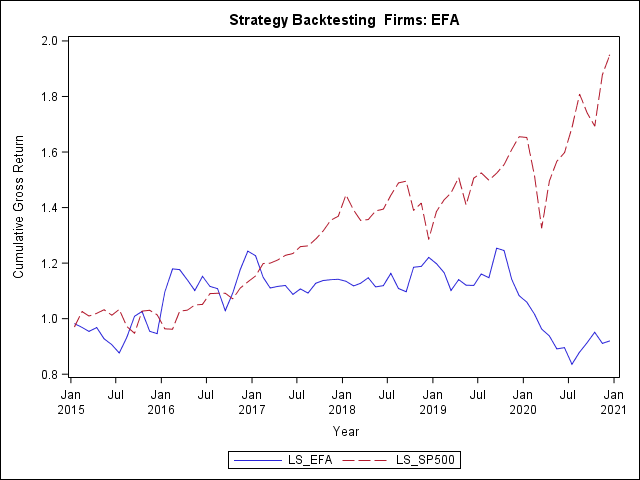 Strategy Backtesting  Firms: EFA
Cumulative Gross Return
2.0
1.8
1.6
1.4
1.2
1.0
0.8
Jan Jul Jan Jul Jan Jul Jan Jul Jan Jul Jan Jul Jan
2015 2016 2017 2018 2019 2020 2021
Year
LS_EFA LS_SP500